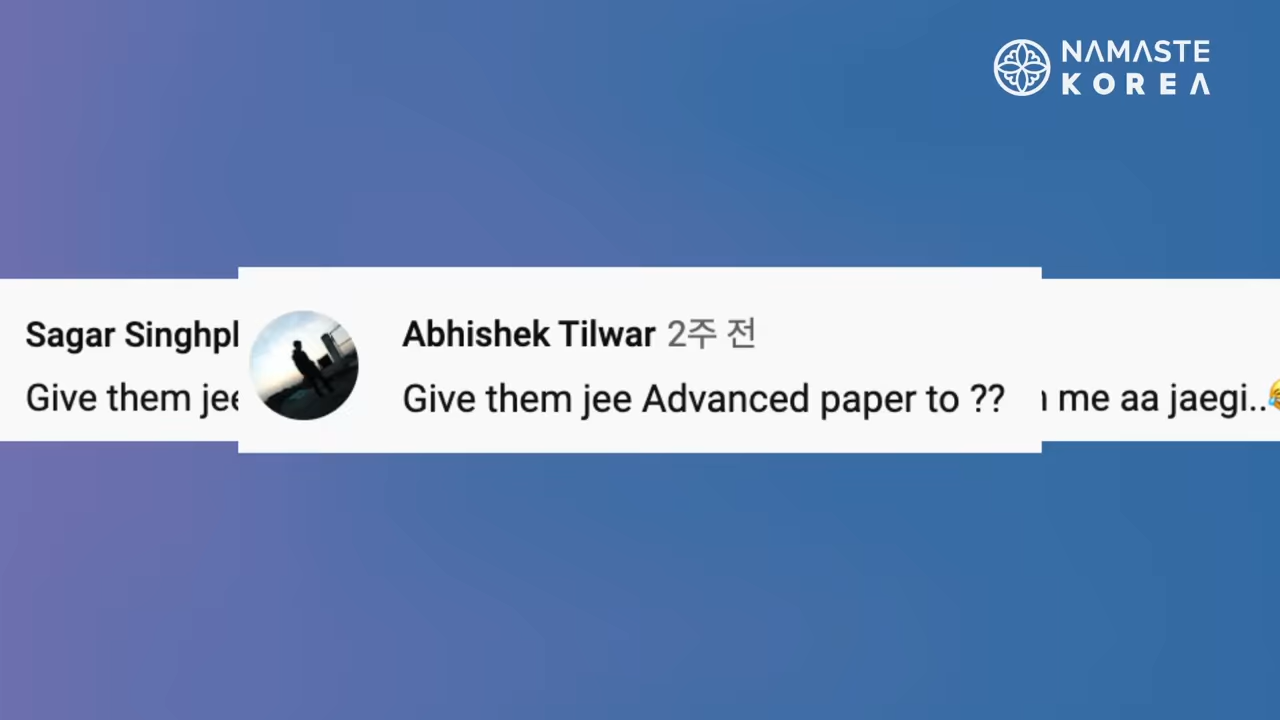 NAMASTE
KOREA
Sagar Singhpl
Give them jee
Abhishek Tilwar 2주 전
Give them jee Advanced paper to ??
me aa jaegi..😂